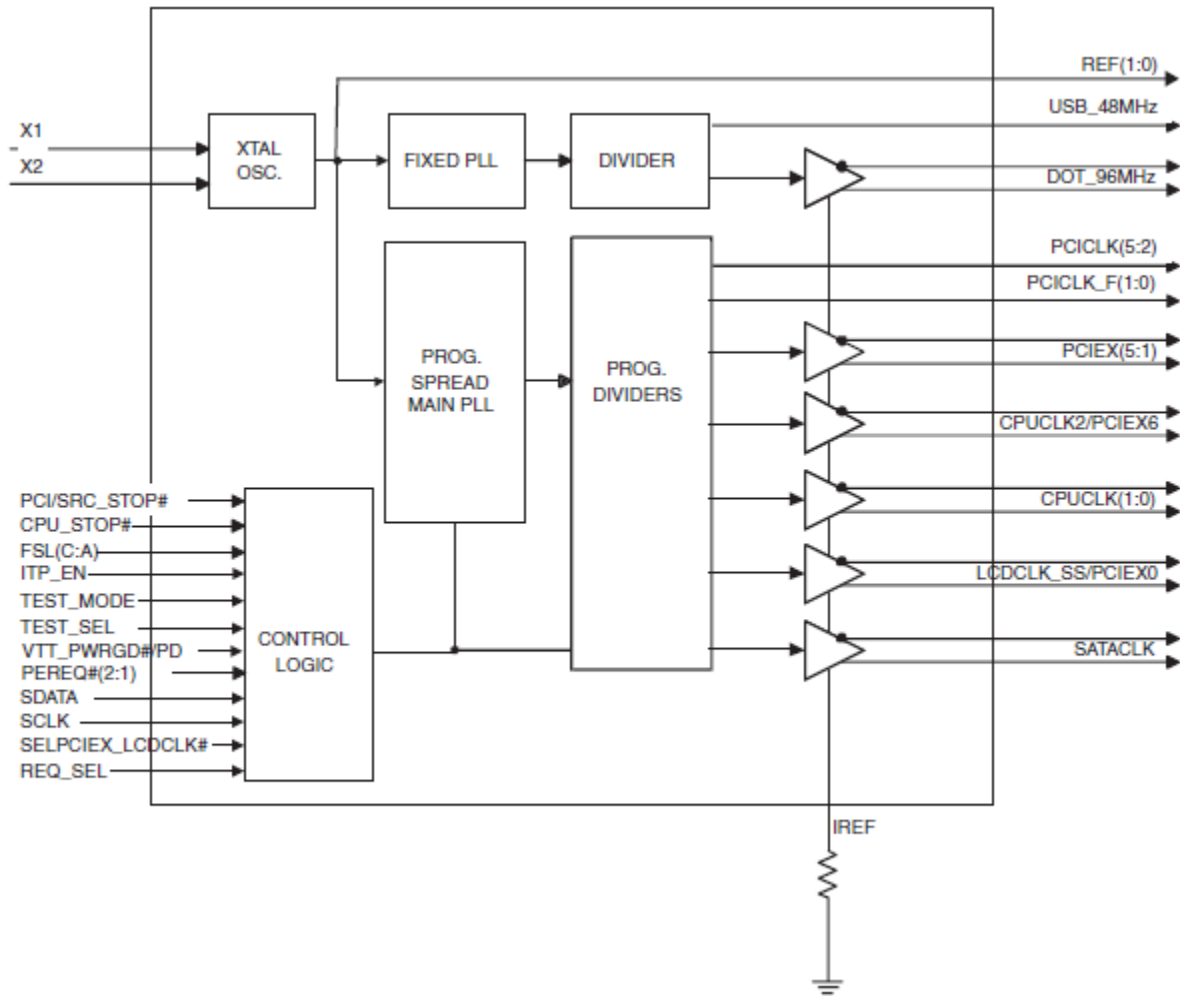 REF(1:0)
USB_48MHz
X1
X2
XTAL
OSC.
FIXED PLL
DIVIDER
DOT_96MHz
PCICLK(5:2)
PCICLK_F(1:0)
PROG.
SPREAD
MAIN PLL
PROG.
DIVIDERS
PCIEX(5:1)
CPUCLK2/PCIEX6
CPUCLK(1:0)
LCDCLK_SS/PCIEX0
SATACLK
PCI/SRC_STOP#
CPU_STOP#
FSL(C:A)
ITP_EN
TEST_MODE
TEST_SEL
VTT_PWRGD#/PD
PEREQ#(2:1)
SDATA
SCLK
SELPCIEX_LCDCLK#
REQ_SEL
CONTROL
LOGIC
IREF